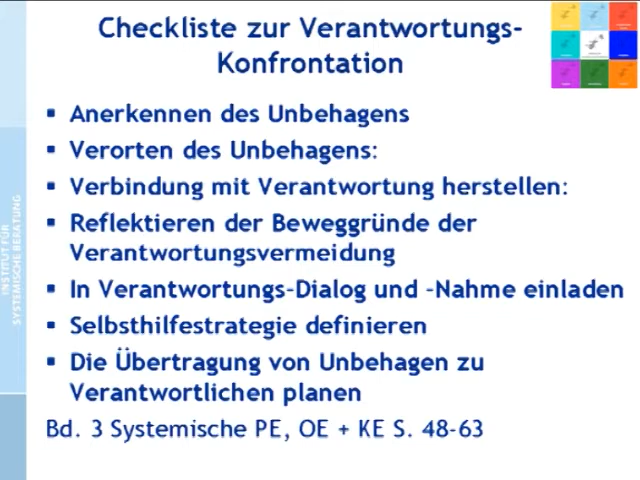 Checkliste zur Verantwortungs-
Konfrontation
▪ Anerkennen des Unbehagens
▪ Verorten des Unbehagens:
▪ Verbindung mit Verantwortung herstellen:
▪ Reflektieren der Beweggründe der
Verantwortungsvermeidung
▪ In Verantwortungs-Dialog und -Nahme einladen
▪ Selbsthilfestrategie definieren
▪ Die Übertragung von Unbehagen zu
Verantwortlichen planen
Bd. 3 Systemische PE, OE + KE S. 48-63
INSTITUT FÜR
SYSTEMISCHE BERATUNG